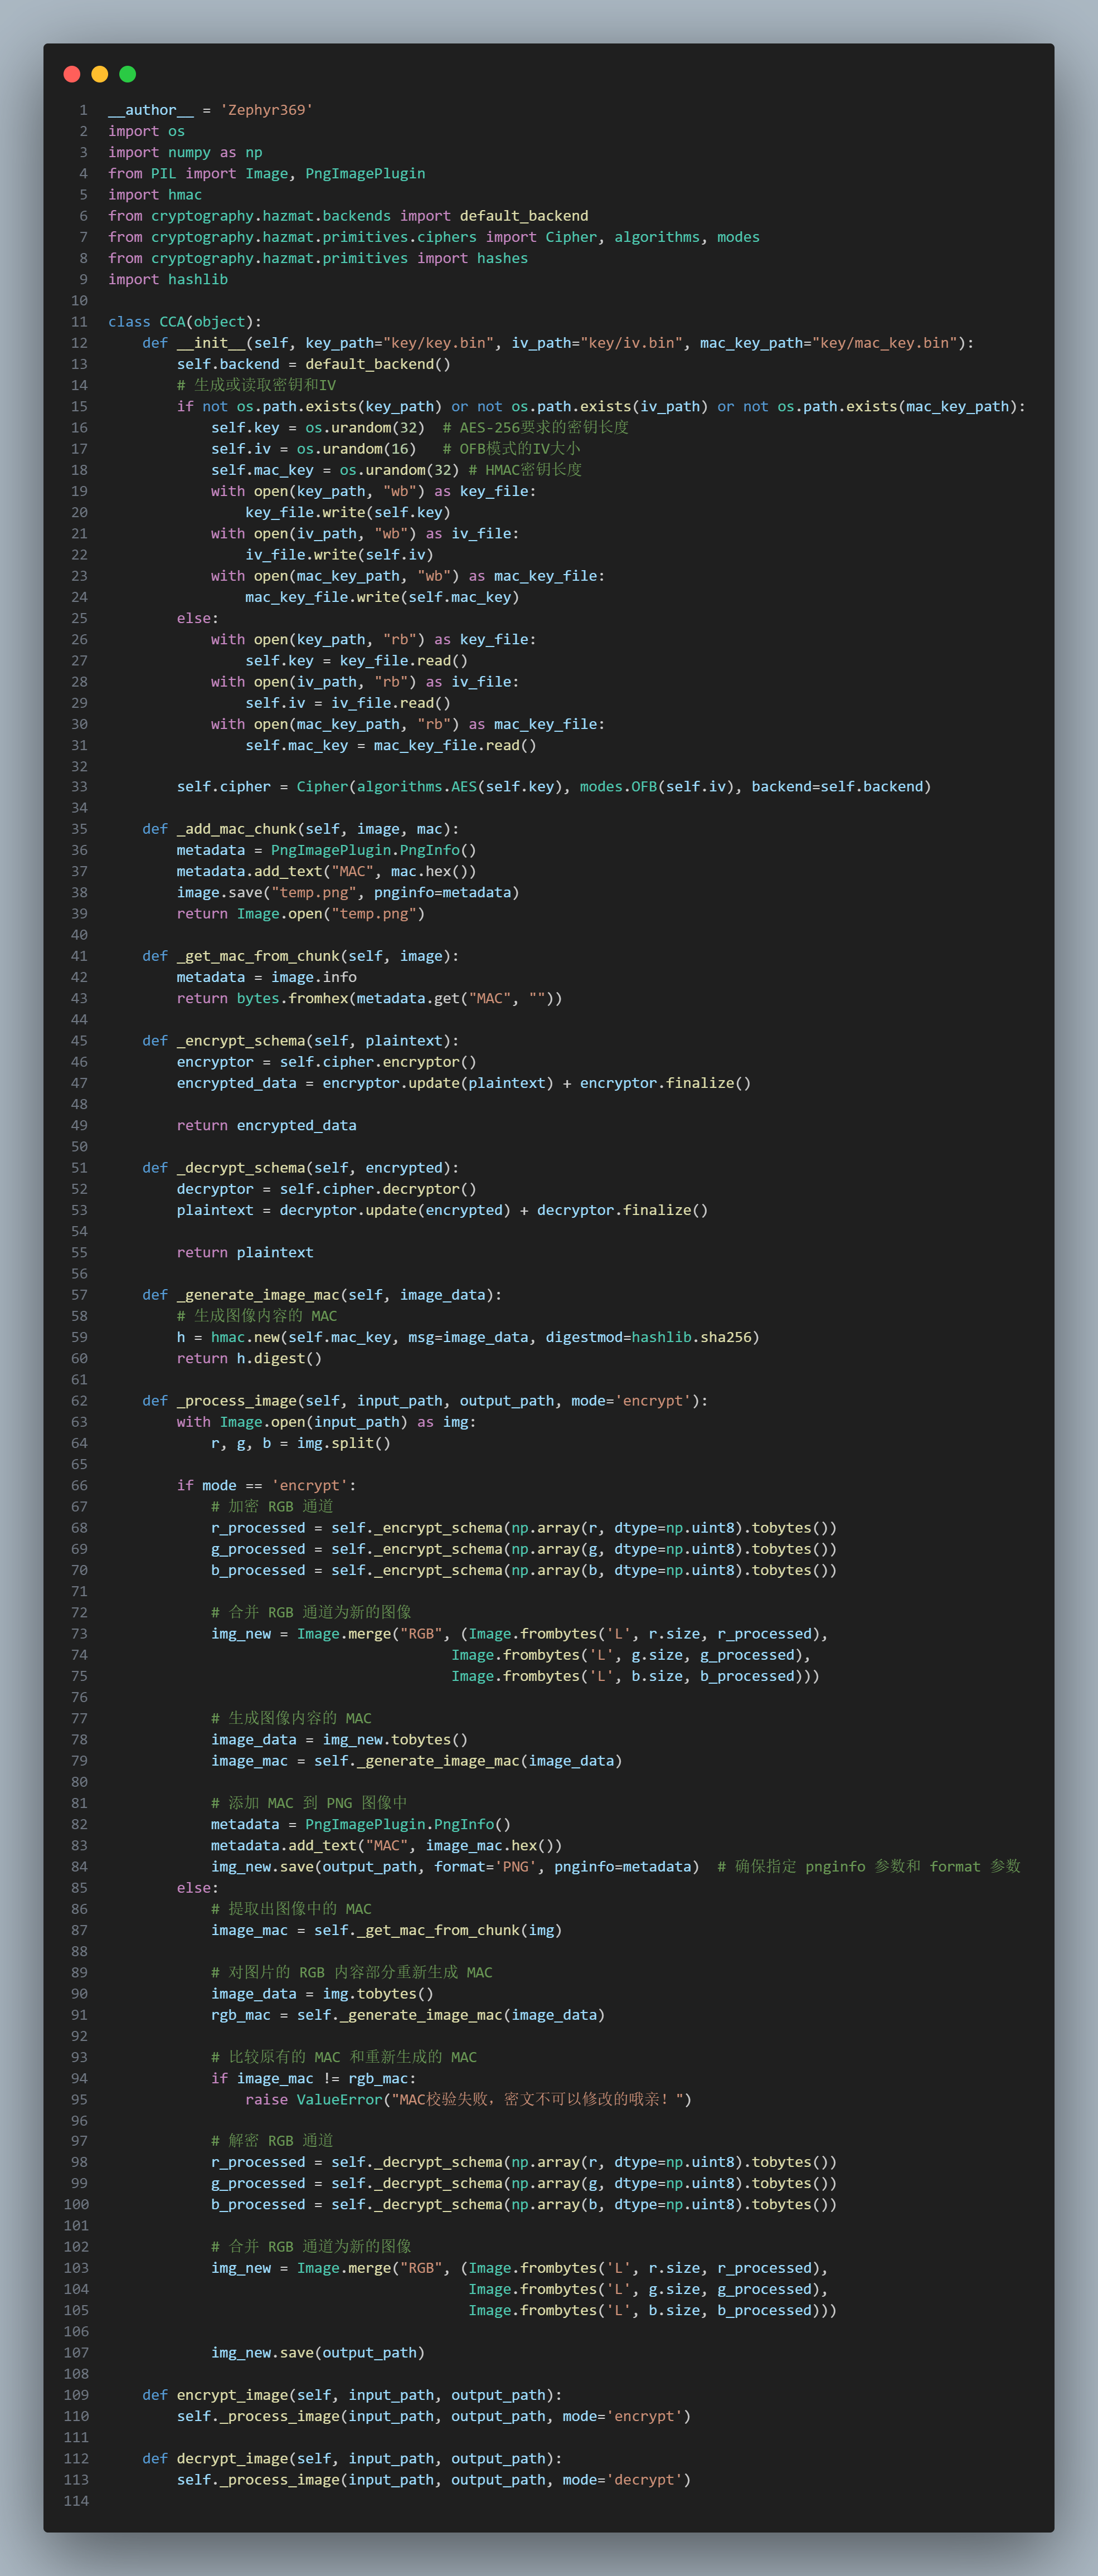 1 __author__ = 'Zephyr369'
2 import os
3 import numpy as np
4 from PIL import Image, PngImagePlugin
5 import hmac
6 from cryptography.hazmat.backends import default_backend
7 from cryptography.hazmat.primitives.ciphers import Cipher, algorithms, modes
8 from cryptography.hazmat.primitives import hashes
9 import hashlib
10
11 class CCA(object):
12     def __init__(self, key_path="key/key.bin", iv_path="key/iv.bin", mac_key_path="key/mac_key.bin"):
13         self.backend = default_backend()
14         # 生成或读取密钥和IV
15         if not os.path.exists(key_path) or not os.path.exists(iv_path) or not os.path.exists(mac_key_path):
16             self.key = os.urandom(32)  # AES-256要求的密钥长度
17             self.iv = os.urandom(16)   # OFB模式的IV大小
18             self.mac_key = os.urandom(32) # HMAC密钥长度
19             with open(key_path, "wb") as key_file:
20                 key_file.write(self.key)
21             with open(iv_path, "wb") as iv_file:
22                 iv_file.write(self.iv)
23             with open(mac_key_path, "wb") as mac_key_file:
24                 mac_key_file.write(self.mac_key)
25         else:
26             with open(key_path, "rb") as key_file:
27                 self.key = key_file.read()
28             with open(iv_path, "rb") as iv_file:
29                 self.iv = iv_file.read()
30             with open(mac_key_path, "rb") as mac_key_file:
31                 self.mac_key = mac_key_file.read()
32
33         self.cipher = Cipher(algorithms.AES(self.key), modes.OFB(self.iv), backend=self.backend)
34
35     def _add_mac_chunk(self, image, mac):
36         metadata = PngImagePlugin.PngInfo()
37         metadata.add_text("MAC", mac.hex())
38         image.save("temp.png", pnginfo=metadata)
39         return Image.open("temp.png")
40
41     def _get_mac_from_chunk(self, image):
42         metadata = image.info
43         return bytes.fromhex(metadata.get("MAC", ""))
44
45     def _encrypt_schema(self, plaintext):
46         encryptor = self.cipher.encryptor()
47         encrypted_data = encryptor.update(plaintext) + encryptor.finalize()
48
49         return encrypted_data
50
51     def _decrypt_schema(self, encrypted):
52         decryptor = self.cipher.decryptor()
53         plaintext = decryptor.update(encrypted) + decryptor.finalize()
54
55         return plaintext
56
57     def _generate_image_mac(self, image_data):
58         # 生成图像内容的 MAC
59         h = hmac.new(self.mac_key, msg=image_data, digestmod=hashlib.sha256)
60         return h.digest()
61
62     def _process_image(self, input_path, output_path, mode='encrypt'):
63         with Image.open(input_path) as img:
64             r, g, b = img.split()
65
66         if mode == 'encrypt':
67             # 加密 RGB 通道
68             r_processed = self._encrypt_schema(np.array(r, dtype=np.uint8).tobytes())
69             g_processed = self._encrypt_schema(np.array(g, dtype=np.uint8).tobytes())
70             b_processed = self._encrypt_schema(np.array(b, dtype=np.uint8).tobytes())
71
72             # 合并 RGB 通道为新的图像
73             img_new = Image.merge("RGB", (Image.frombytes('L', r.size, r_processed),
74                                         Image.frombytes('L', g.size, g_processed),
75                                         Image.frombytes('L', b.size, b_processed)))
76
77             # 生成图像内容的 MAC
78             image_data = img_new.tobytes()
79             image_mac = self._generate_image_mac(image_data)
80
81             # 添加 MAC 到 PNG 图像中
82             metadata = PngImagePlugin.PngInfo()
83             metadata.add_text("MAC", image_mac.hex())
84             img_new.save(output_path, format='PNG', pnginfo=metadata)  # 确保指定 pnginfo 参数和 format 参数
85         else:
86             # 提取出图像中的 MAC
87             image_mac = self._get_mac_from_chunk(img)
88
89             # 对图片的 RGB 内容部分重新生成 MAC
90             image_data = img.tobytes()
91             rgb_mac = self._generate_image_mac(image_data)
92
93             # 比较原有的 MAC 和重新生成的 MAC
94             if image_mac != rgb_mac:
95                 raise ValueError("MAC校验失败，密文不可以修改的哦亲！")
96
97             # 解密 RGB 通道
98             r_processed = self._decrypt_schema(np.array(r, dtype=np.uint8).tobytes())
99             g_processed = self._decrypt_schema(np.array(g, dtype=np.uint8).tobytes())
100             b_processed = self._decrypt_schema(np.array(b, dtype=np.uint8).tobytes())
101
102             # 合并 RGB 通道为新的图像
103             img_new = Image.merge("RGB", (Image.frombytes('L', r.size, r_processed),
104                                           Image.frombytes('L', g.size, g_processed),
105                                           Image.frombytes('L', b.size, b_processed)))
106
107             img_new.save(output_path)
108
109     def encrypt_image(self, input_path, output_path):
110         self._process_image(input_path, output_path, mode='encrypt')
111
112     def decrypt_image(self, input_path, output_path):
113         self._process_image(input_path, output_path, mode='decrypt')
114